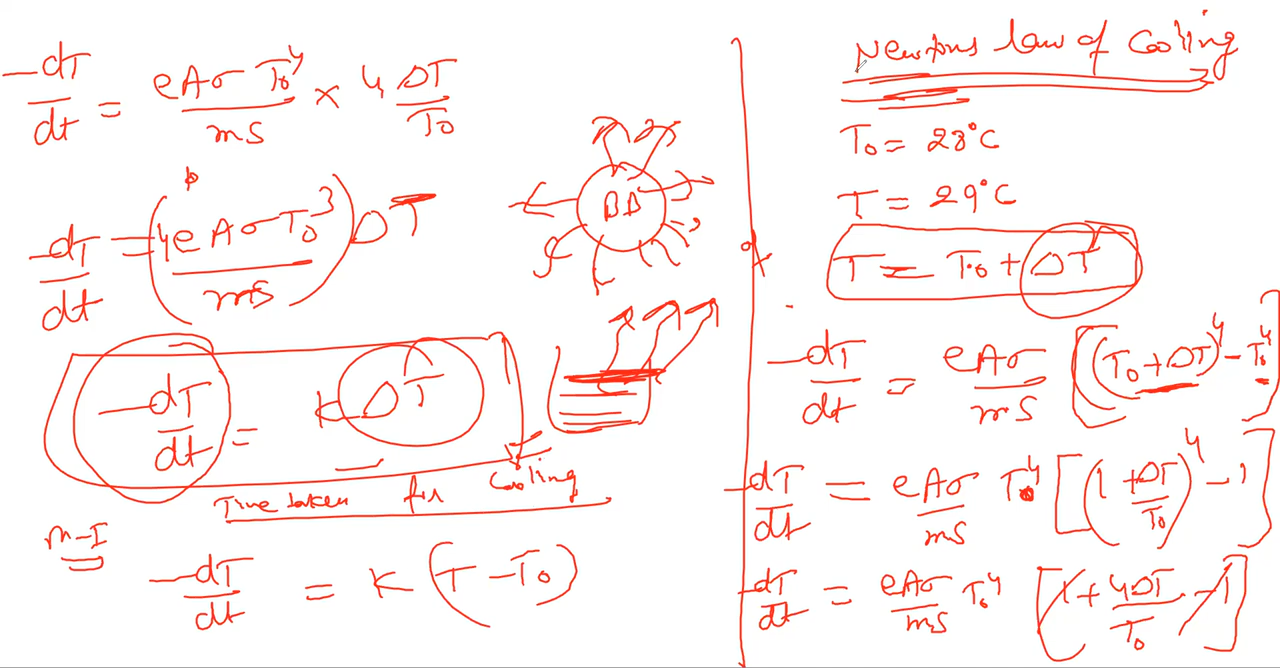 Newtons law of Cooling
T₀ = 28°C
T = 29°C
T = T₀ + ΔT
-dT/dt = eAσ/ms [(T₀+ΔT)⁴ - T₀⁴]
-dT/dt = eAσ/ms T₀⁴ [(1 + ΔT/T₀)⁴ - 1]
-dT/dt = eAσ/ms T₀⁴ [1 + 4ΔT/T₀ - 1]
-dT/dt = eAσT₀⁴/ms × 4 ΔT/T₀
-dT/dt = (4eAσT₀³/ms) ΔT
BB
-dT/dt = KΔT
Time taken for Cooling
M-I
-dT/dt = K(T - T₀)